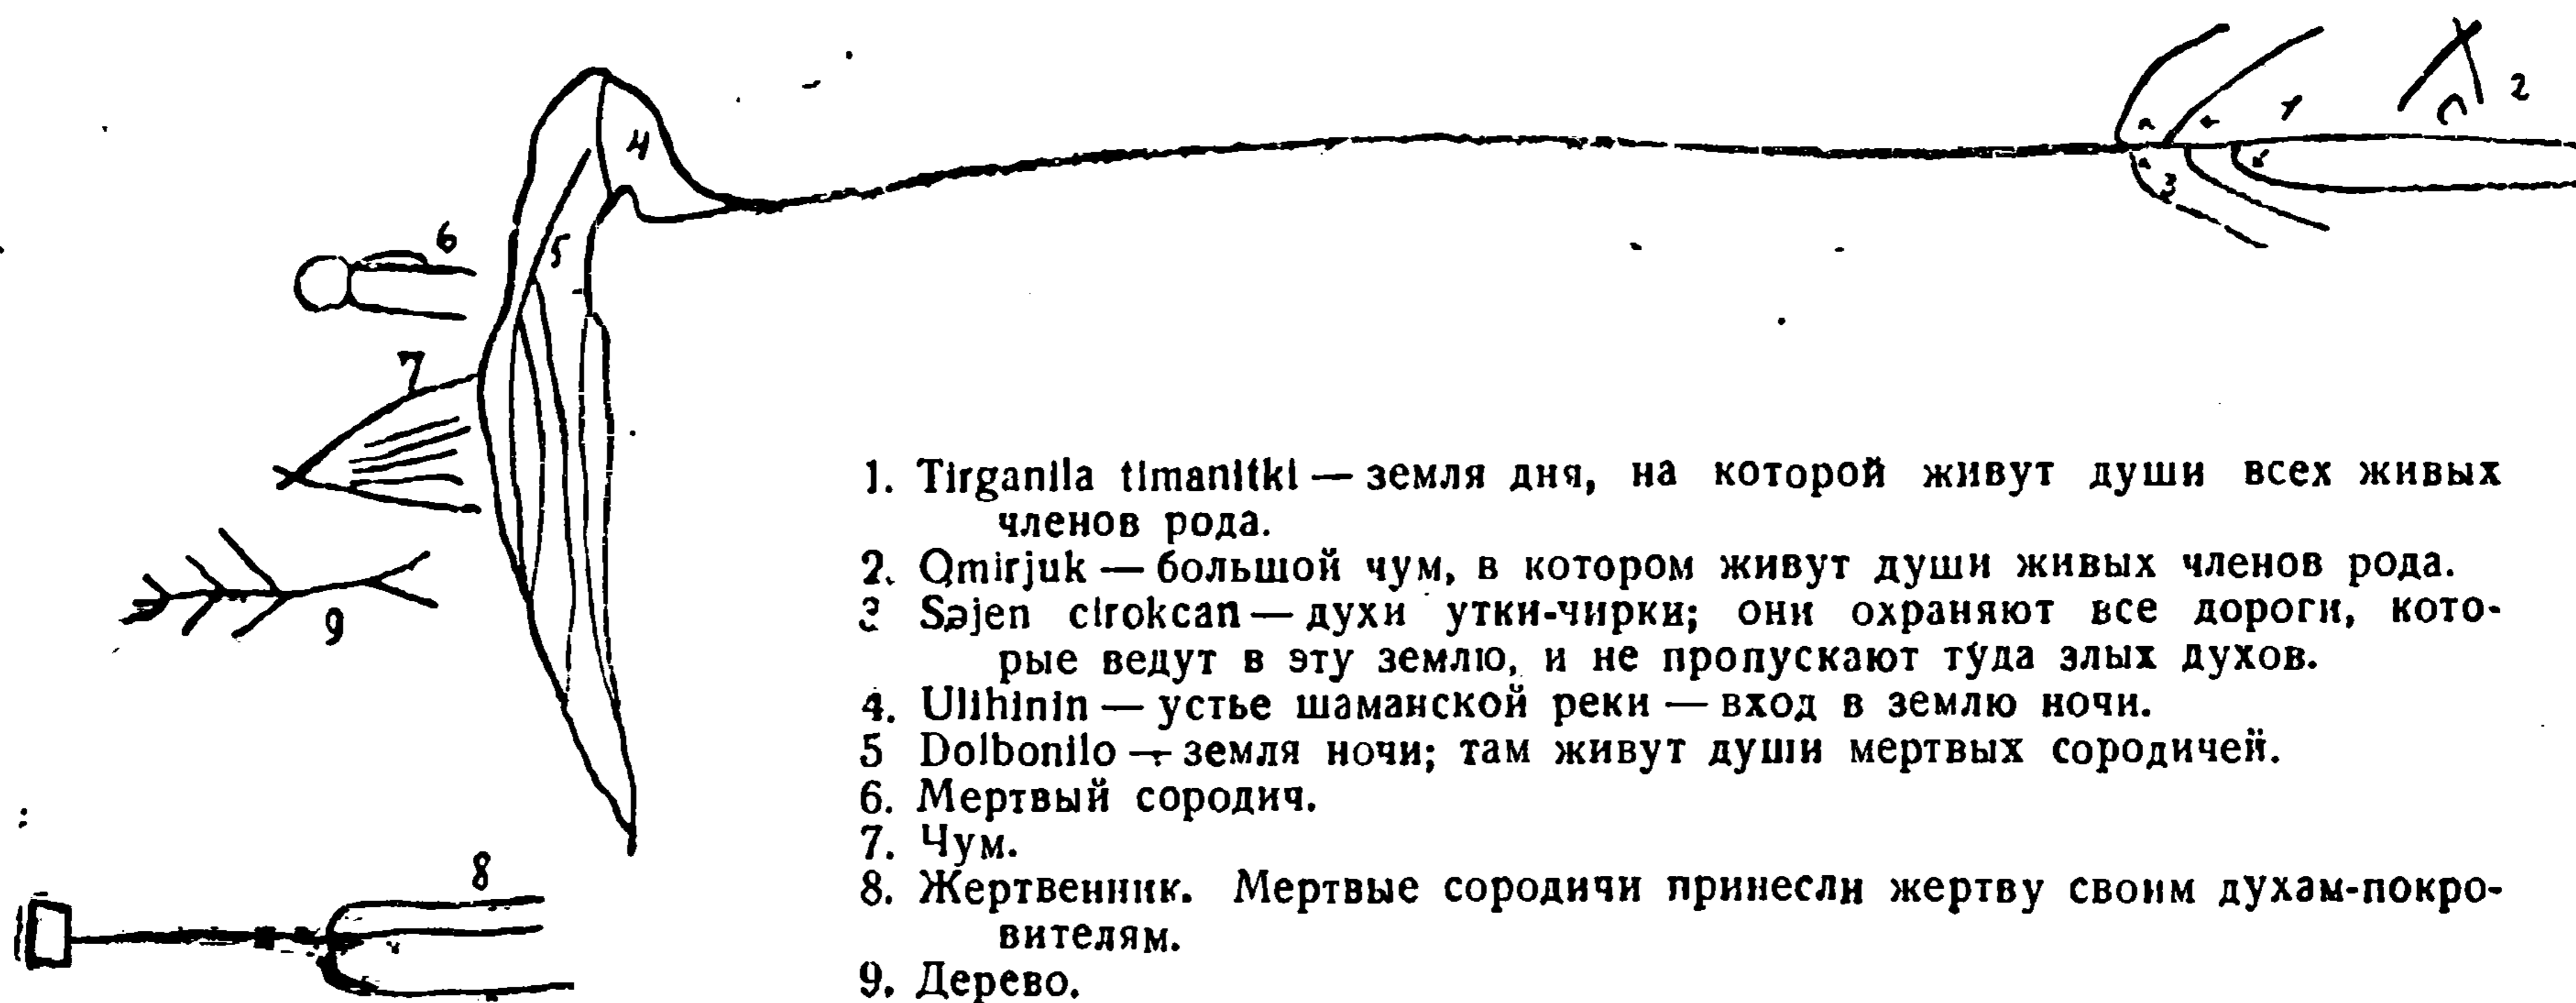 4
1
2
3
6
5
7
9
8
1. Tirganila timanitki — земля дня, на которой живут души всех живых
членов рода.
2. Qmirjuk — большой чум, в котором живут души живых членов рода.
3 Səjen cirokcan — духи утки-чирки; они охраняют все дороги, кото-
рые ведут в эту землю, и не пропускают туда злых духов.
4. Ulihinin — устье шаманской реки — вход в землю ночи.
5 Dolbonilo — земля ночи; там живут души мертвых сородичей.
6. Мертвый сородич.
7. Чум.
8. Жертвенник. Мертвые сородичи принесли жертву своим духам-покро-
вителям.
9. Дерево.